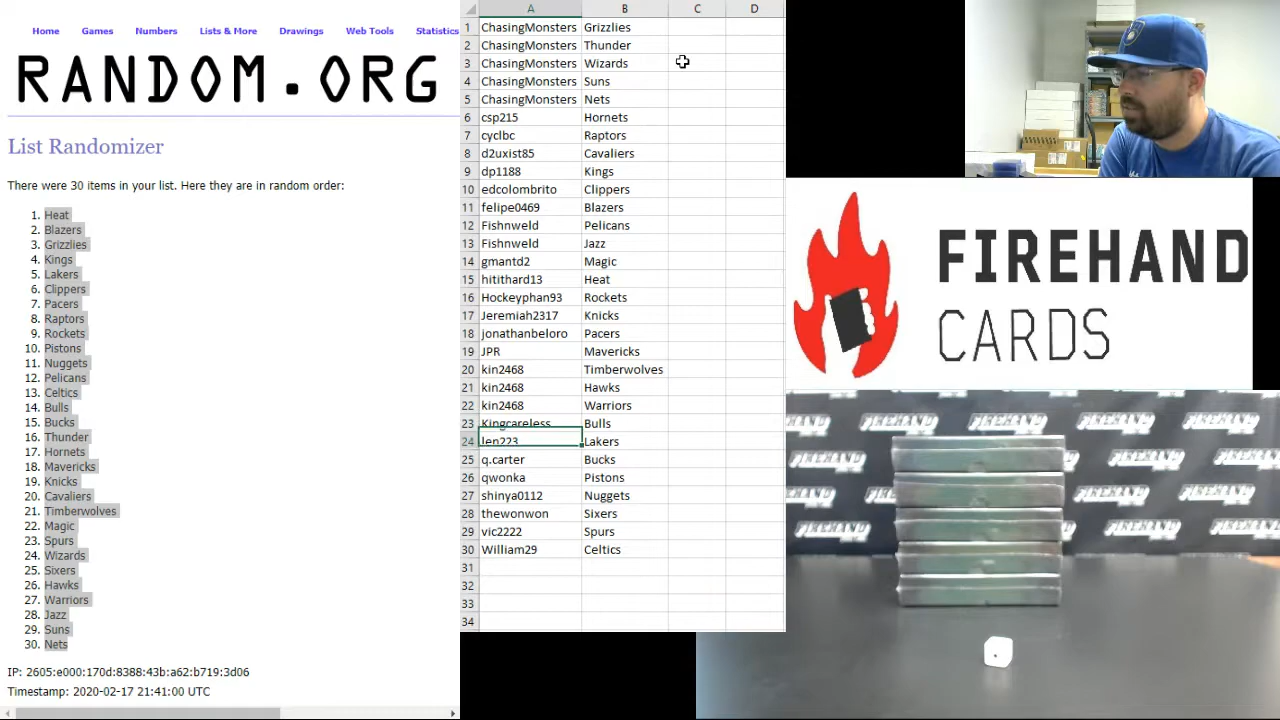 Home Games Numbers Lists & More Drawings Web Tools Statistics
RANDOM.ORG
List Randomizer
There were 30 items in your list. Here they are in random order:
1. Heat
2. Blazers
3. Grizzlies
4. Kings
5. Lakers
6. Clippers
7. Pacers
8. Raptors
9. Rockets
10. Pistons
11. Nuggets
12. Pelicans
13. Celtics
14. Bulls
15. Bucks
16. Thunder
17. Hornets
18. Mavericks
19. Knicks
20. Cavaliers
21. Timberwolves
22. Magic
23. Spurs
24. Wizards
25. Sixers
26. Hawks
27. Warriors
28. Jazz
29. Suns
30. Nets
IP: 2605:e000:170d:8388:43b:a62:b719:3d06
Timestamp: 2020-02-17 21:41:00 UTC
A B C D
1 ChasingMonsters Grizzlies
2 ChasingMonsters Thunder
3 ChasingMonsters Wizards
4 ChasingMonsters Suns
5 ChasingMonsters Nets
6 csp215 Hornets
7 cyclbc Raptors
8 d2uxist85 Cavaliers
9 dp1188 Kings
10 edcolombrito Clippers
11 felipe0469 Blazers
12 Fishnweld Pelicans
13 Fishnweld Jazz
14 gmantd2 Magic
15 hitithard13 Heat
16 Hockeyphan93 Rockets
17 Jeremiah2317 Knicks
18 jonathanbeloro Pacers
19 JPR Mavericks
20 kin2468 Timberwolves
21 kin2468 Hawks
22 kin2468 Warriors
23 Kingcareless Bulls
24 len223 Lakers
25 q.carter Bucks
26 qwonka Pistons
27 shinya0112 Nuggets
28 thewonwon Sixers
29 vic2222 Spurs
30 William29 Celtics
31
32
33
34
FIREHAND
CARDS